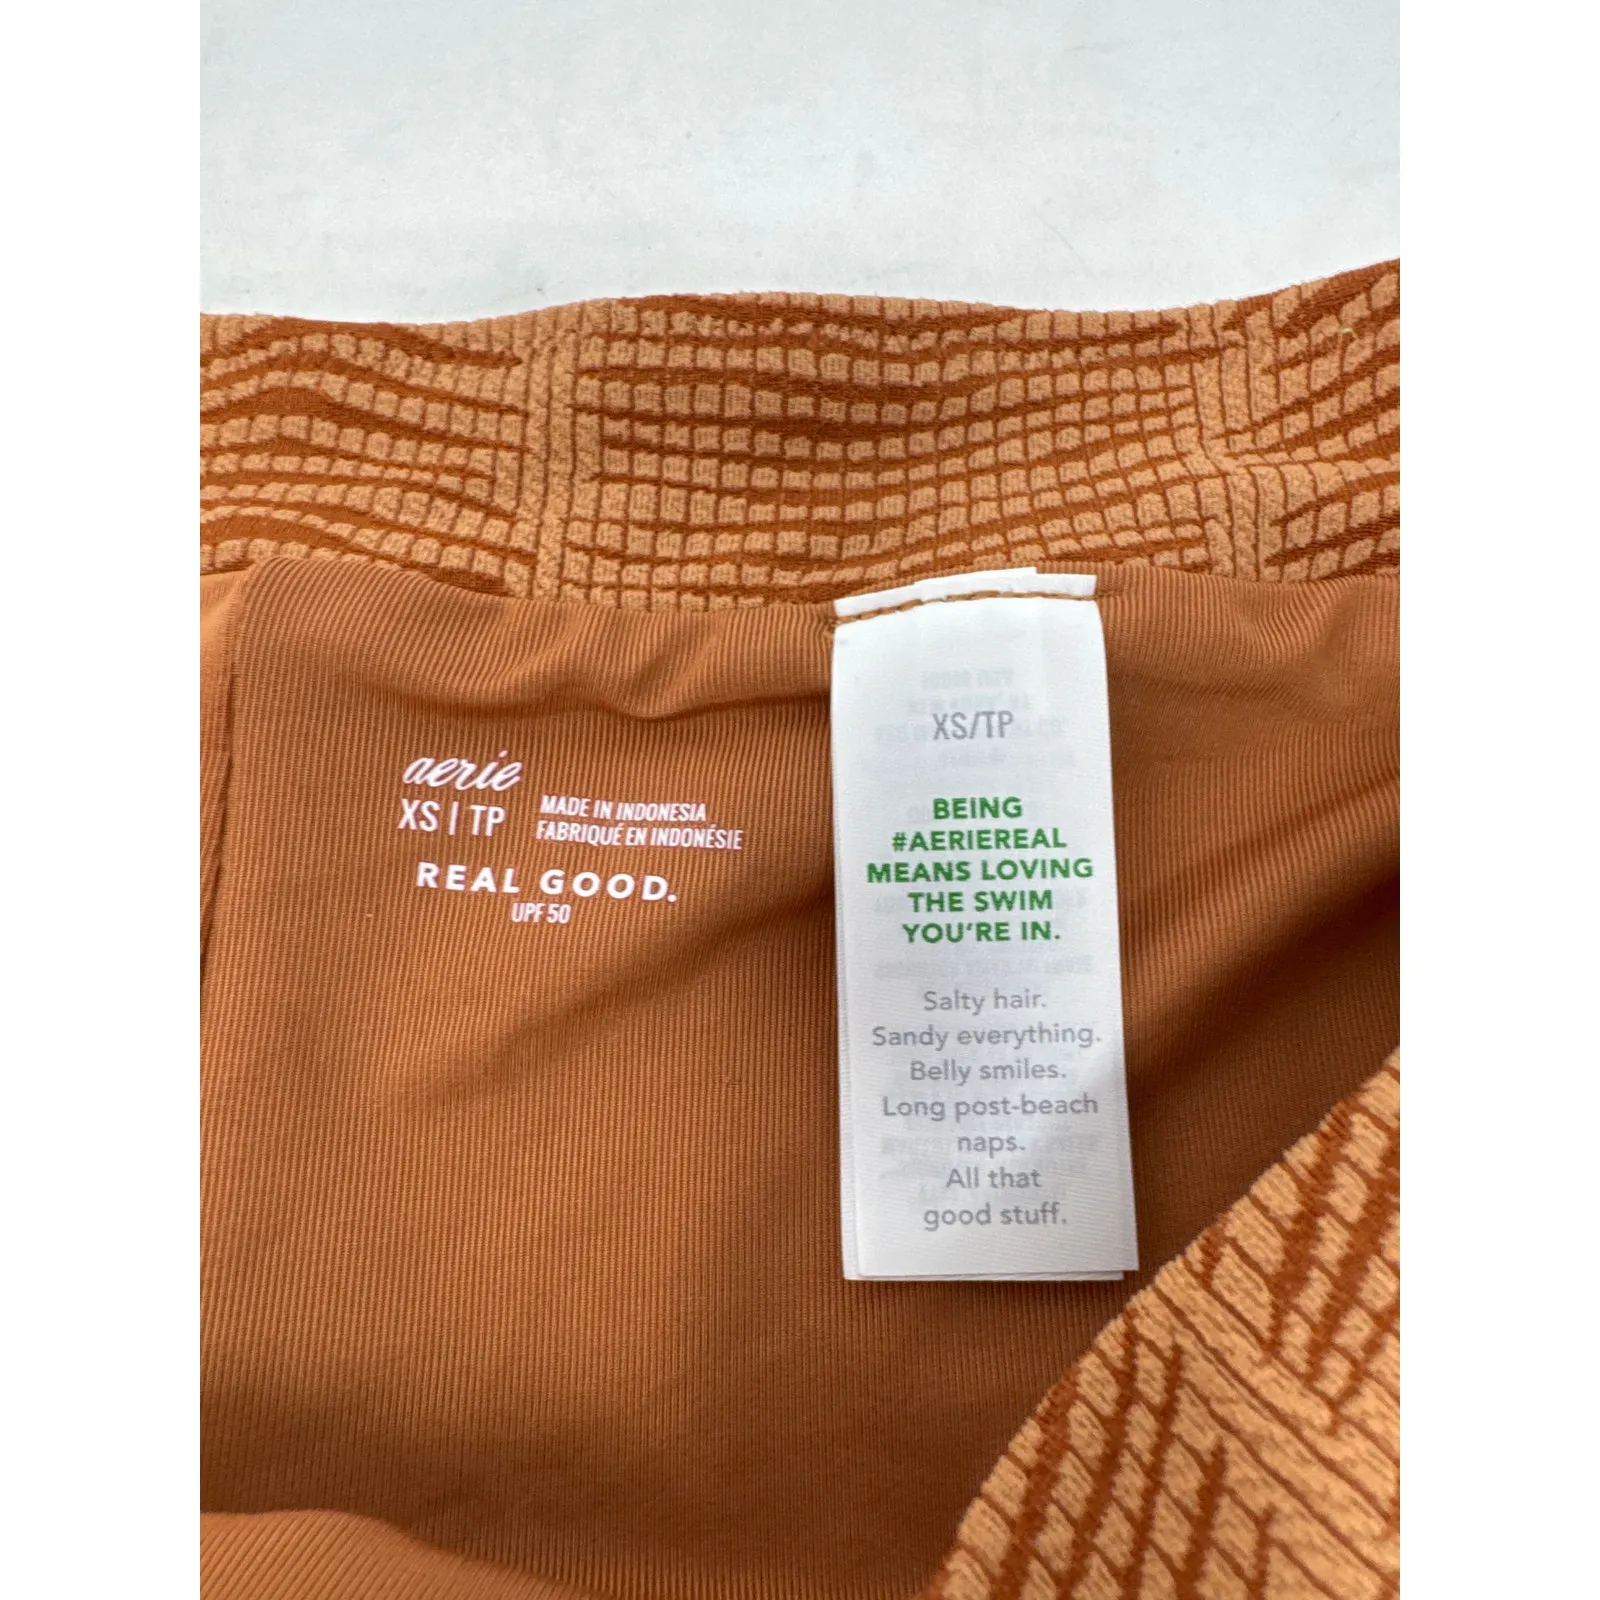 aerie
XS | TP
MADE IN INDONESIA
FABRIQUÉ EN INDONÉSIE
REAL GOOD.
UPF 50
XS/TP
BEING
#AERIEREAL
MEANS LOVING
THE SWIM
YOU'RE IN.
Salty hair.
Sandy everything.
Belly smiles.
Long post-beach
naps.
All that
good stuff.